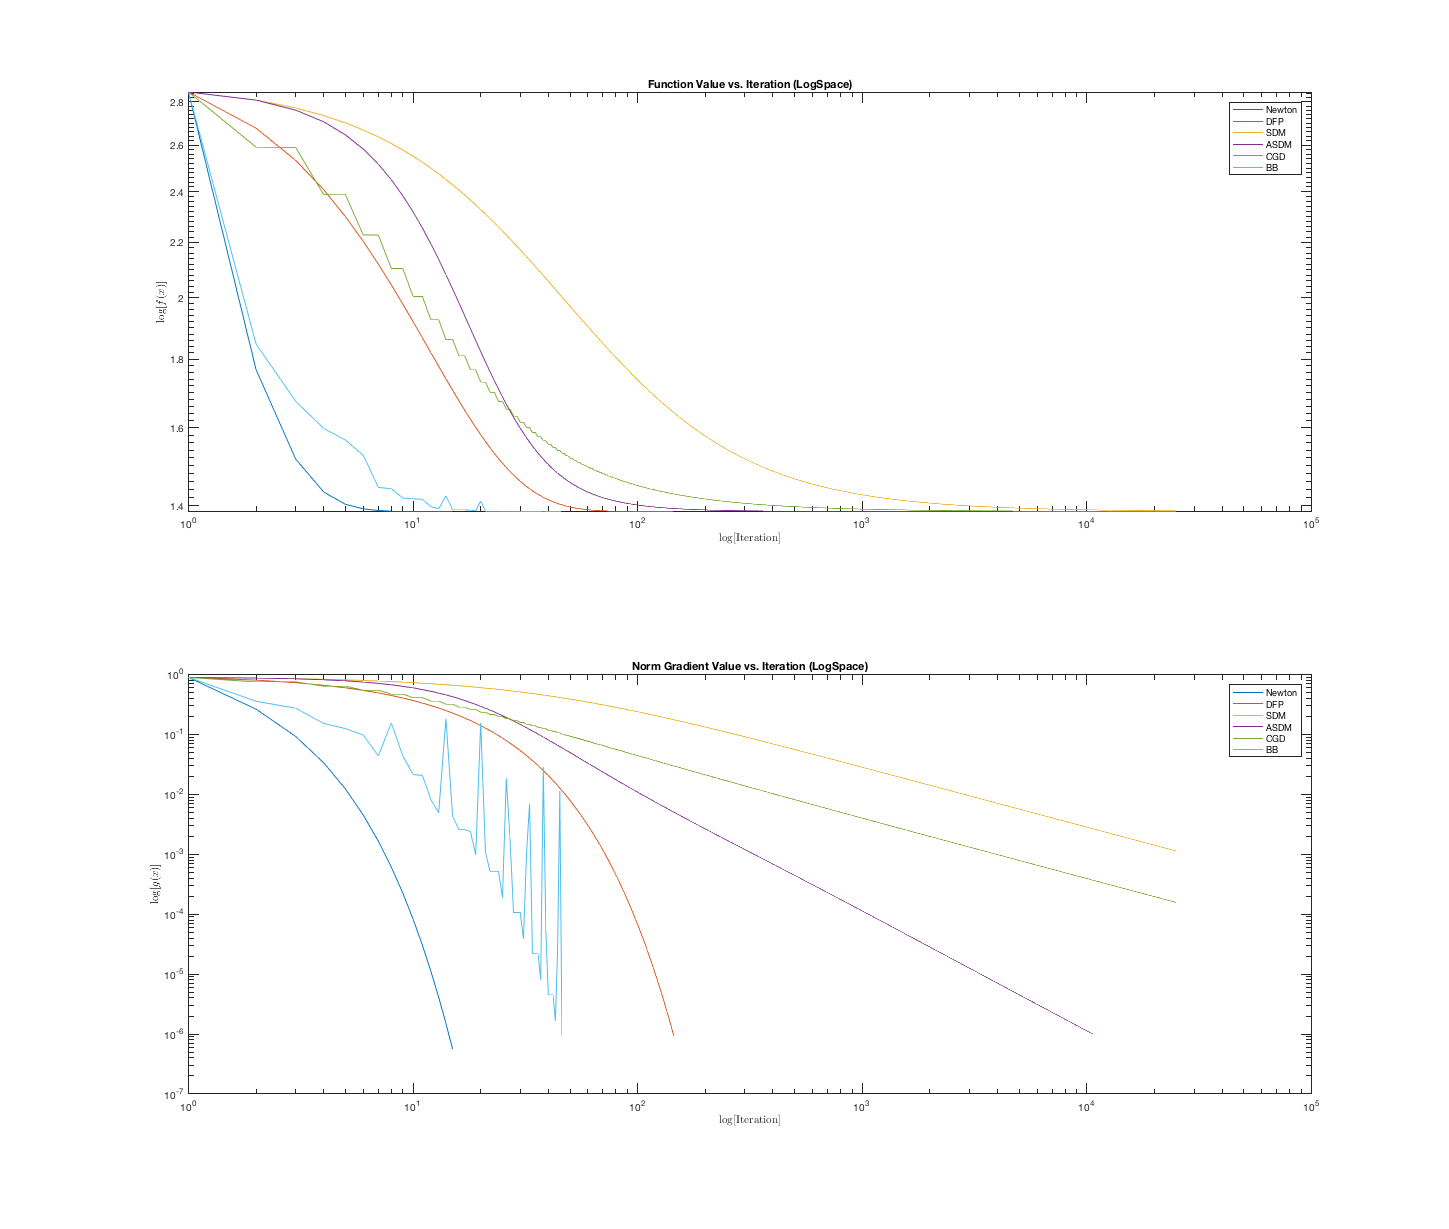 Function Value vs. Iteration (LogSpace)
2.8
2.6
2.4
2.2
2
1.8
1.6
1.4
log[f(x)]
10^0
10^1
10^2
10^3
10^4
10^5
log[Iteration]
Newton
DFP
SDM
ASDM
CGD
BB
Norm Gradient Value vs. Iteration (LogSpace)
10^0
10^-1
10^-2
10^-3
10^-4
10^-5
10^-6
10^-7
log[g(x)]
10^0
10^1
10^2
10^3
10^4
10^5
log[Iteration]
Newton
DFP
SDM
ASDM
CGD
BB